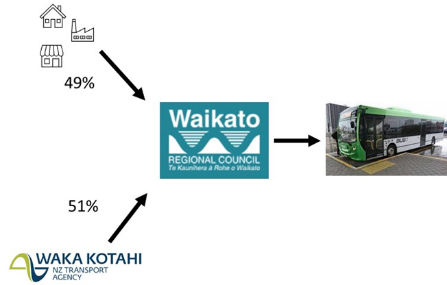 49%
Waikato
REGIONAL COUNCIL
Te Kaunihera ā Rohe o Waikato
51%
WAKA KOTAHI
NZ TRANSPORT
AGENCY